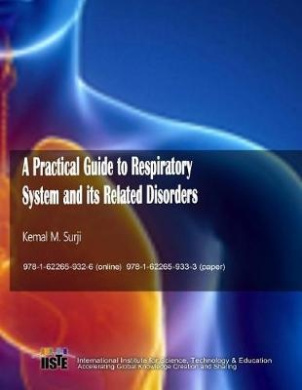 A Practical Guide to Respiratory
System and its Related Disorders
Kemal M. Surji
978-1-62265-932-6 (online) 978-1-62265-933-3 (paper)
IISTE
International Institute for Science, Technology & Education
Accelerating Global Knowledge Creation and Sharing